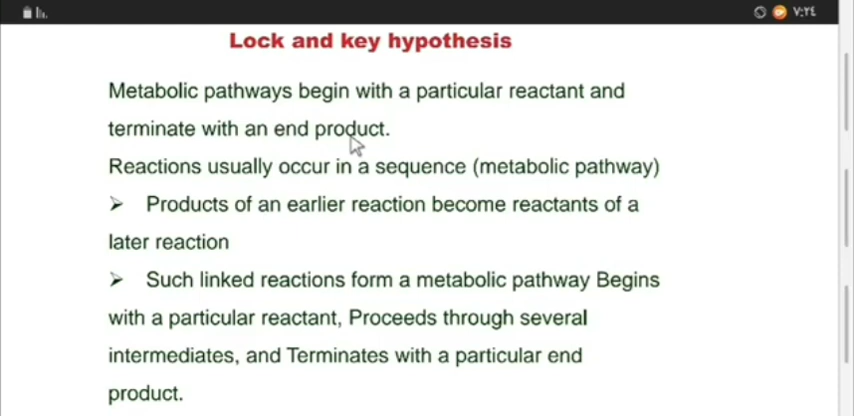 ٧:٢٤
Lock and key hypothesis
Metabolic pathways begin with a particular reactant and
terminate with an end product.
Reactions usually occur in a sequence (metabolic pathway)
➢ Products of an earlier reaction become reactants of a
later reaction
➢ Such linked reactions form a metabolic pathway Begins
with a particular reactant, Proceeds through several
intermediates, and Terminates with a particular end
product.